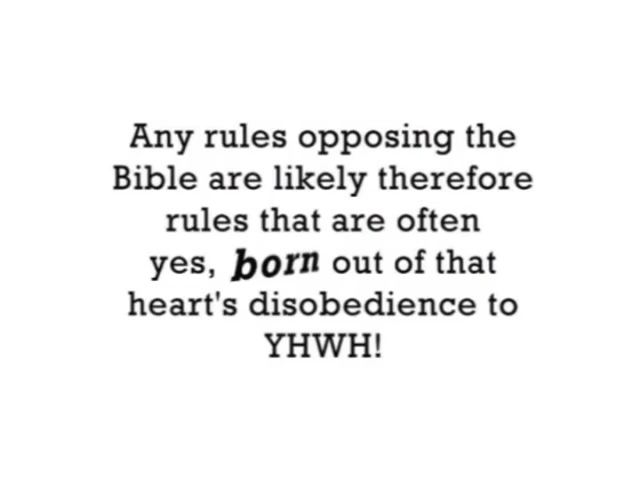 Any rules opposing the
Bible are likely therefore
rules that are often
yes, born out of that
heart's disobedience to
YHWH!